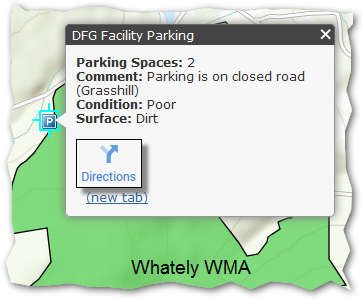 DFG Facility Parking
Parking Spaces: 2
Comment: Parking is on closed road
(Grasshill)
Condition: Poor
Surface: Dirt
P
Directions
(new tab)
Whately WMA